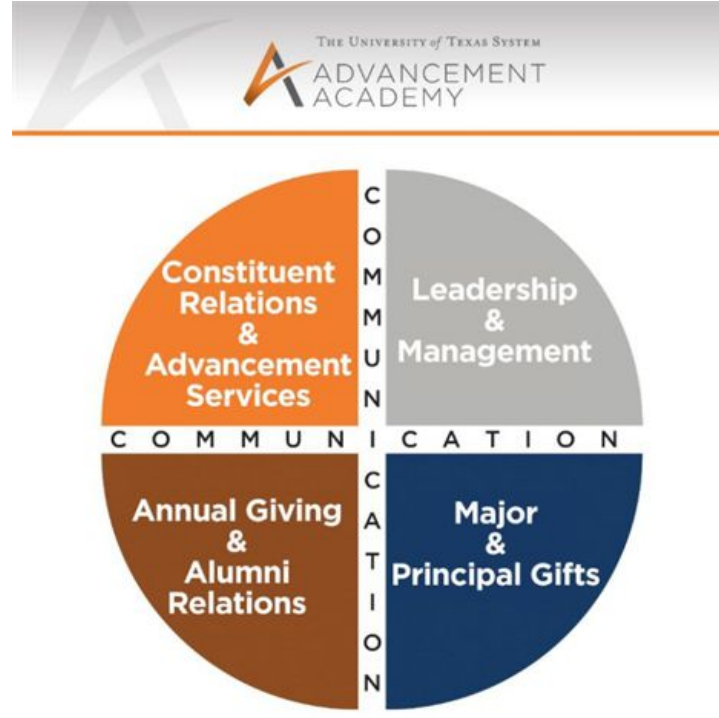 THE UNIVERSITY of TEXAS SYSTEM
ADVANCEMENT
ACADEMY
Constituent
Relations
&
Advancement
Services
Leadership
&
Management
COMMUNICATION
COMMUNICATION
Annual Giving
&
Alumni
Relations
Major
&
Principal Gifts